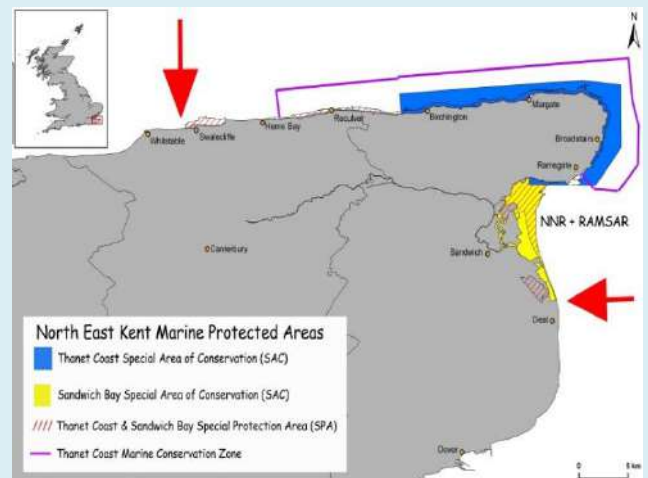 N
Whitstable
Swalecliffe
Herne Bay
Reculver
Birchington
Margate
Broadstairs
Ramsgate
NNR + RAMSAR
Canterbury
Sandwich
Deal
Dover
North East Kent Marine Protected Areas
Thanet Coast Special Area of Conservation (SAC)
Sandwich Bay Special Area of Conservation (SAC)
Thanet Coast & Sandwich Bay Special Protection Area (SPA)
Thanet Coast Marine Conservation Zone
0 5 km